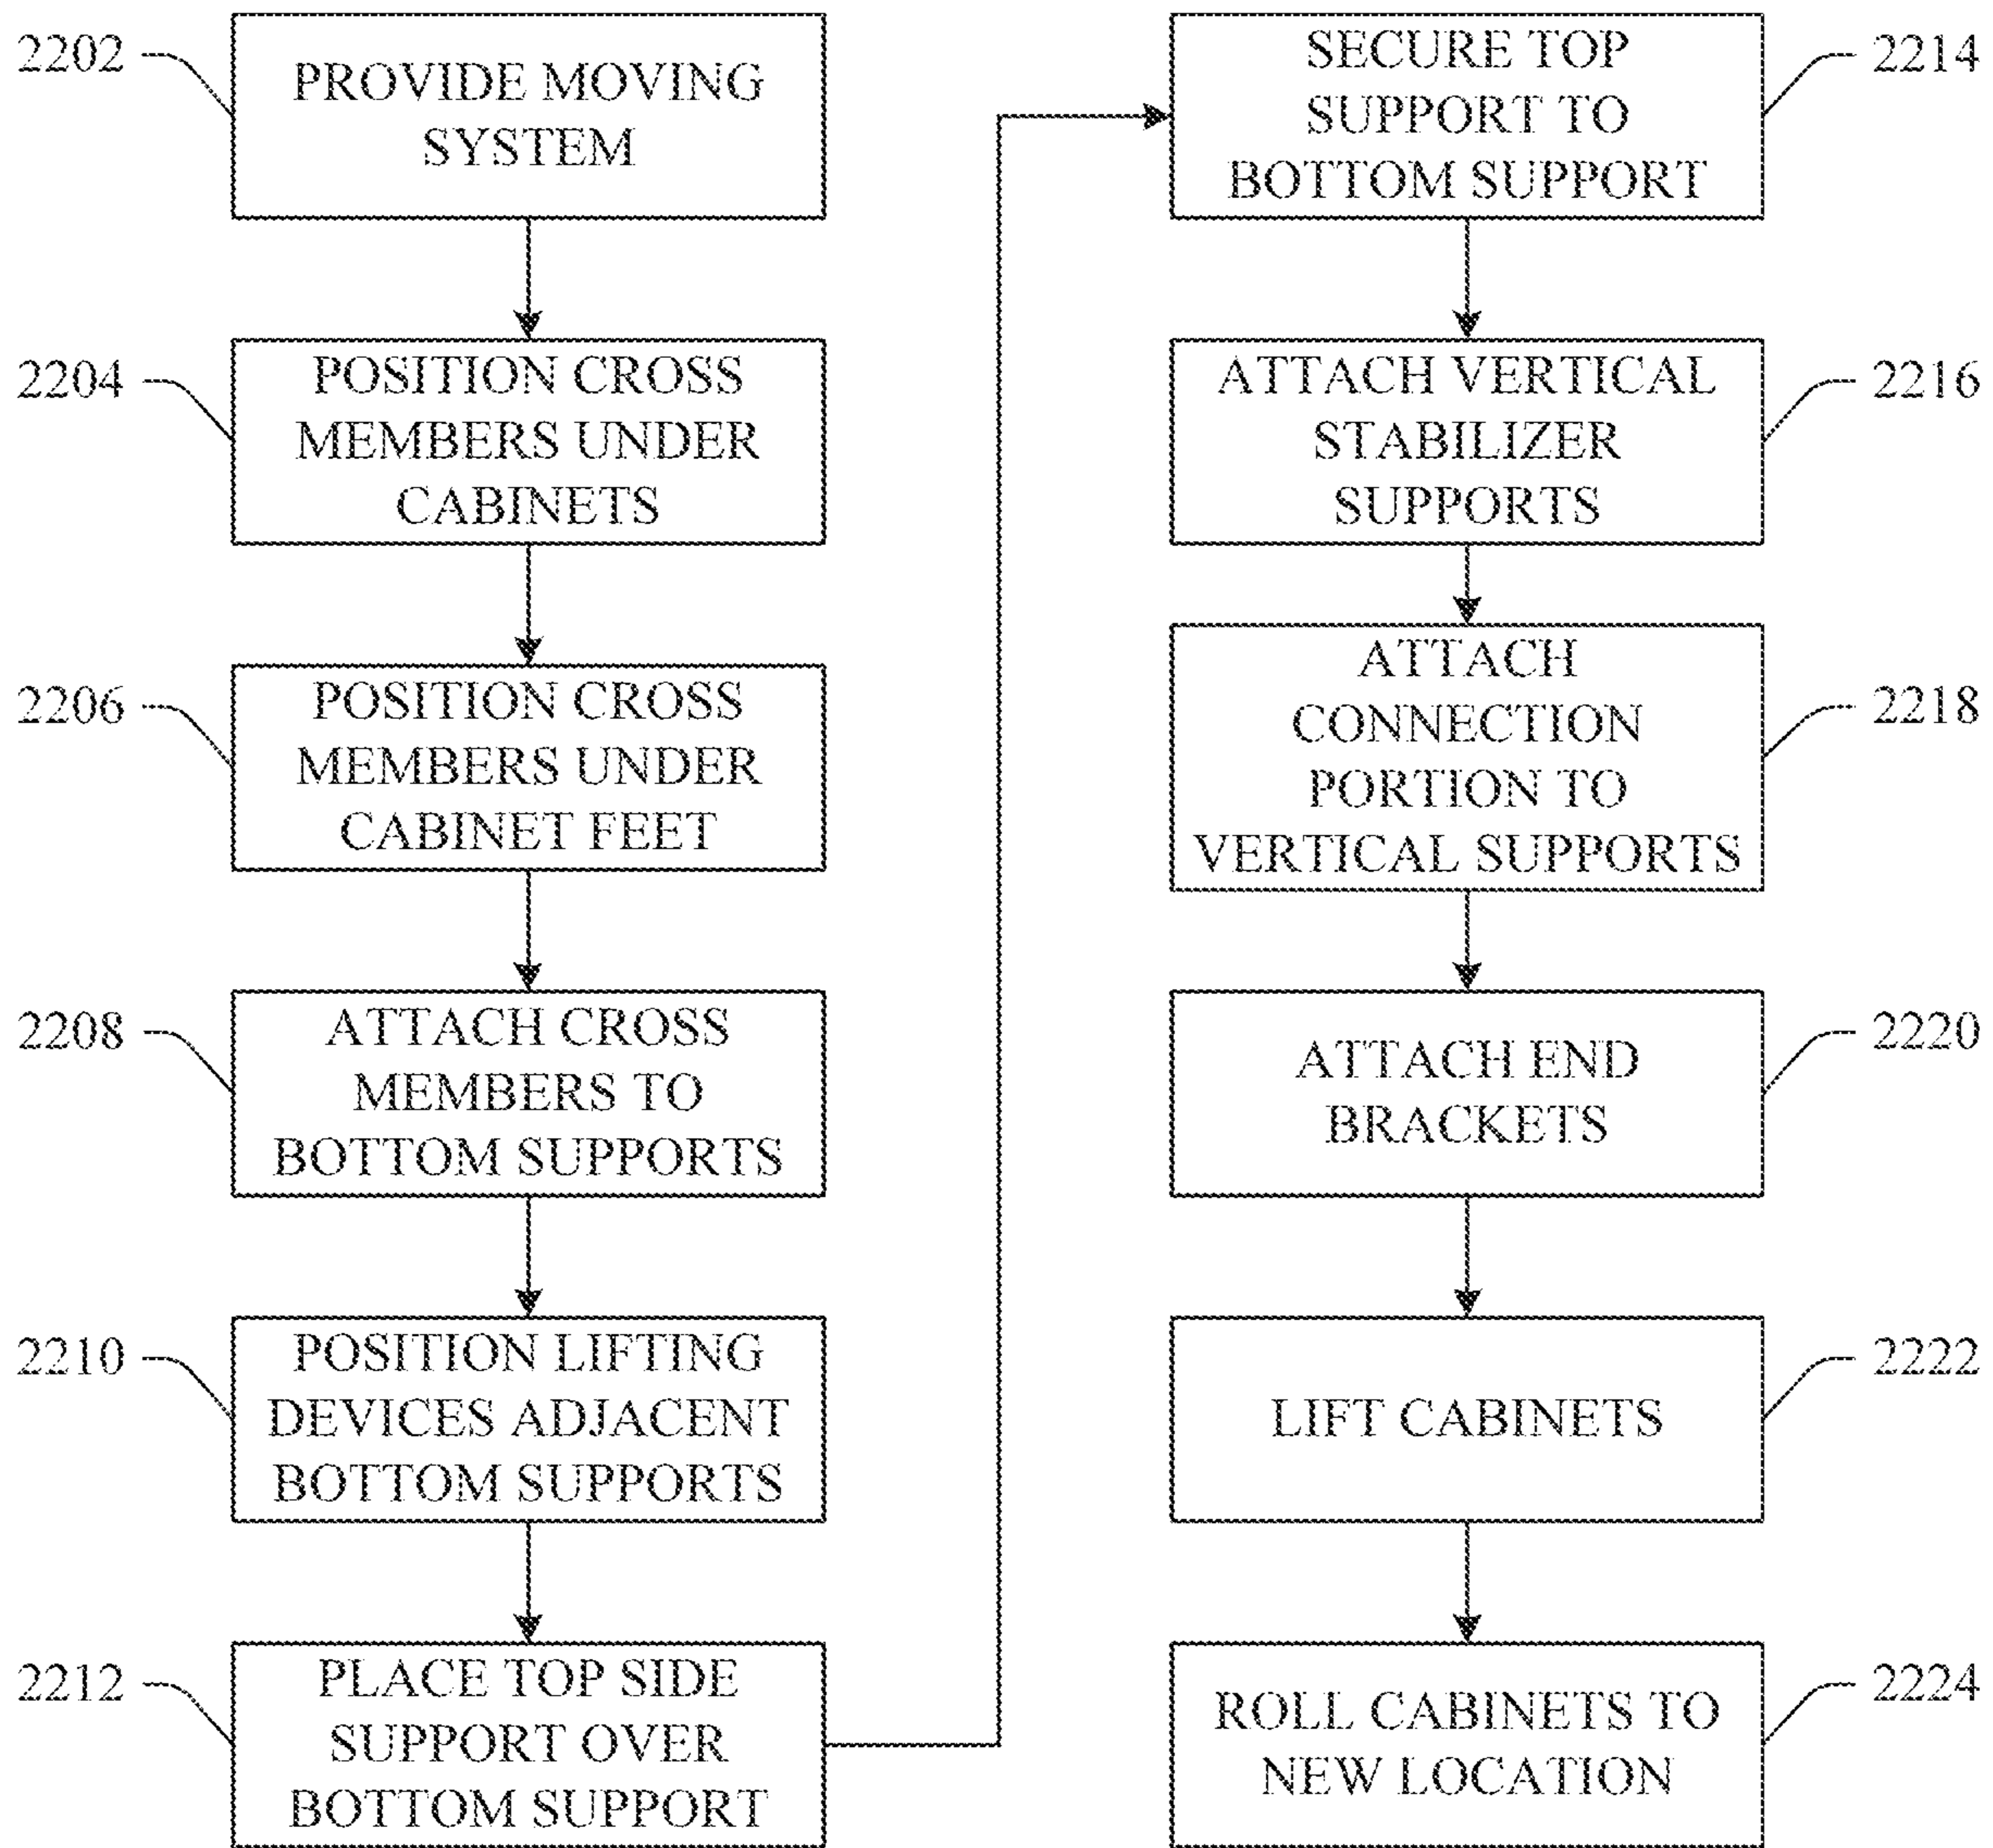 2202
PROVIDE MOVING
SYSTEM
2204
POSITION CROSS
MEMBERS UNDER
CABINETS
2206
POSITION CROSS
MEMBERS UNDER
CABINET FEET
2208
ATTACH CROSS
MEMBERS TO
BOTTOM SUPPORTS
2210
POSITION LIFTING
DEVICES ADJACENT
BOTTOM SUPPORTS
2212
PLACE TOP SIDE
SUPPORT OVER
BOTTOM SUPPORT
SECURE TOP
SUPPORT TO
BOTTOM SUPPORT
2214
ATTACH VERTICAL
STABILIZER
SUPPORTS
2216
ATTACH
CONNECTION
PORTION TO
VERTICAL SUPPORTS
2218
ATTACH END
BRACKETS
2220
LIFT CABINETS
2222
ROLL CABINETS TO
NEW LOCATION
2224